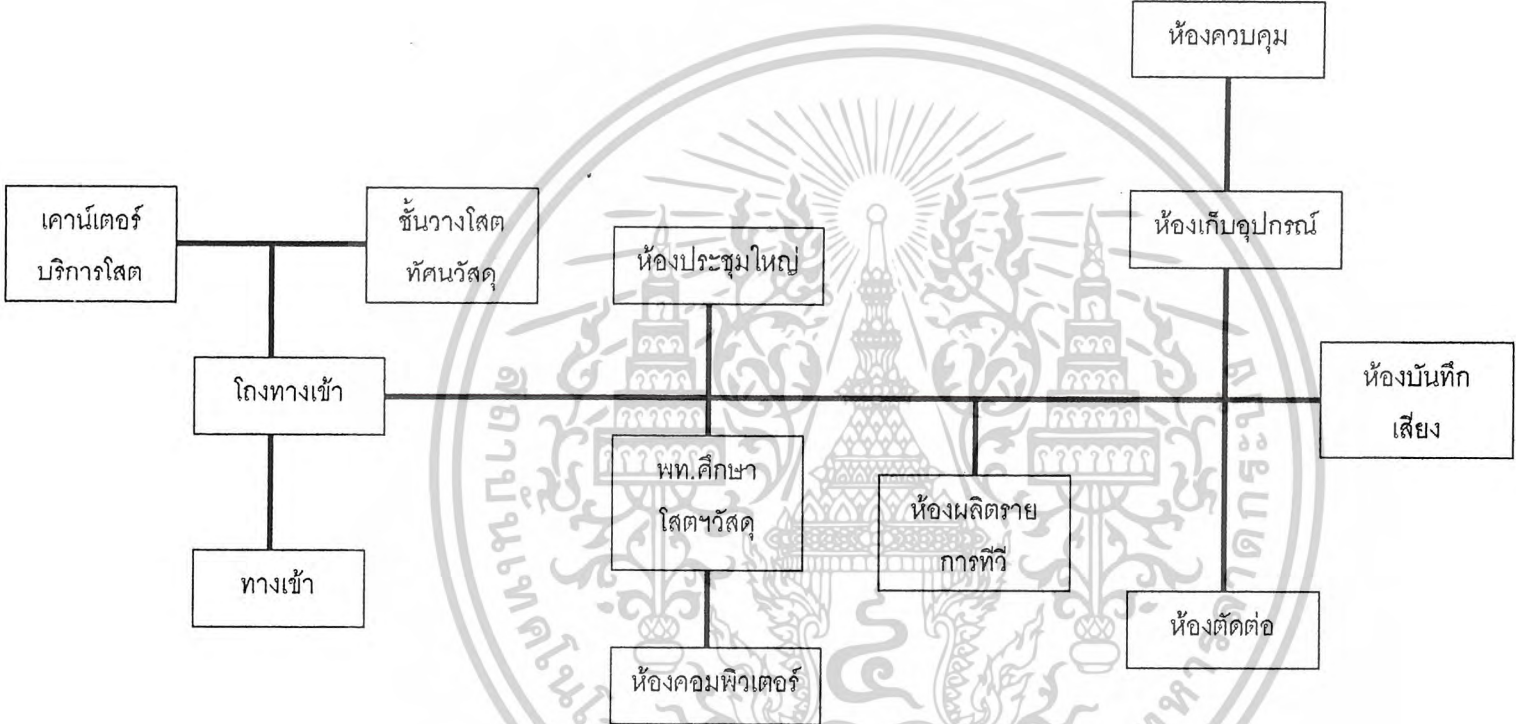 ห้องควบคุม
เคาน์เตอร์
บริการโสต
ชั้นวางโสต
ทัศนวัสดุ
ห้องประชุมใหญ่
ห้องเก็บอุปกรณ์
โถงทางเข้า
ห้องบันทึก
เสียง
พท.ศึกษา
โสตฯวัสดุ
ห้องผลิตราย
การทีวี
ทางเข้า
ห้องตัดต่อ
ห้องคอมพิวเตอร์